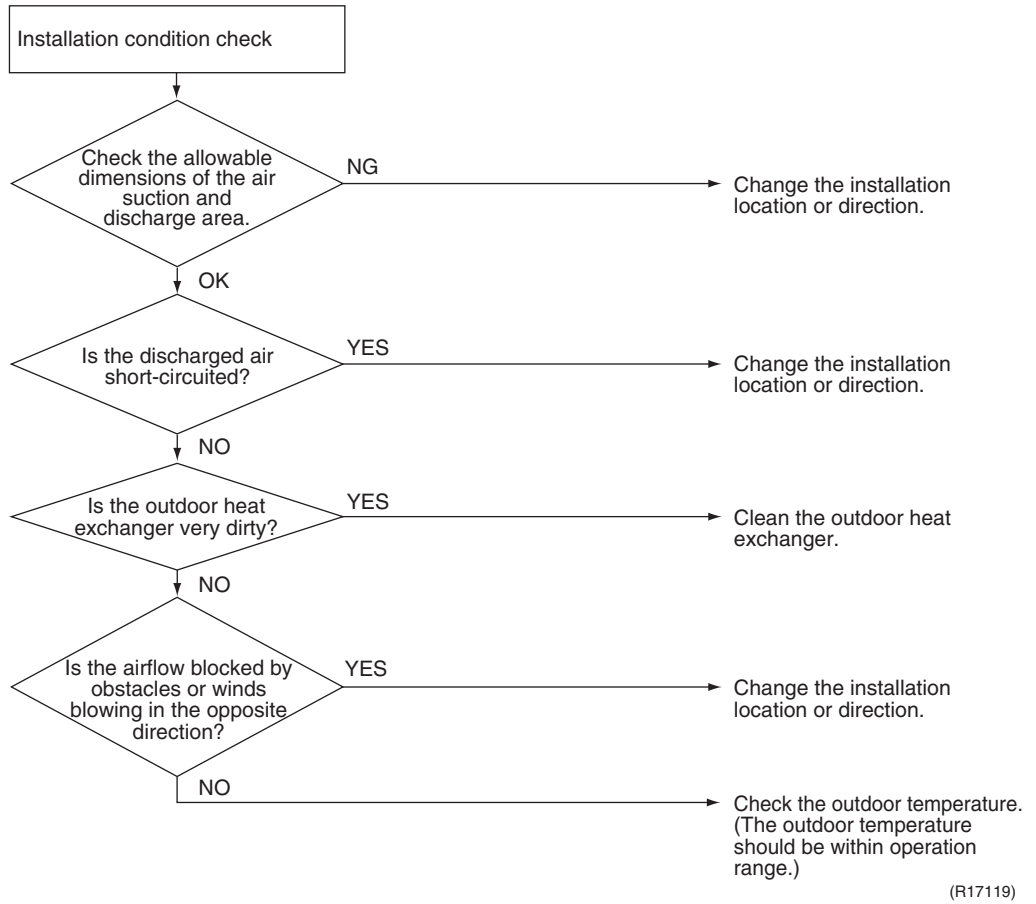 Installation condition check
Check the allowable
dimensions of the air
suction and
discharge area.
NG
Change the installation
location or direction.
OK
Is the discharged air
short-circuited?
YES
Change the installation
location or direction.
NO
Is the outdoor heat
exchanger very dirty?
YES
Clean the outdoor heat
exchanger.
NO
Is the airflow blocked by
obstacles or winds
blowing in the opposite
direction?
YES
Change the installation
location or direction.
NO
Check the outdoor temperature.
(The outdoor temperature
should be within operation
range.)
(R17119)